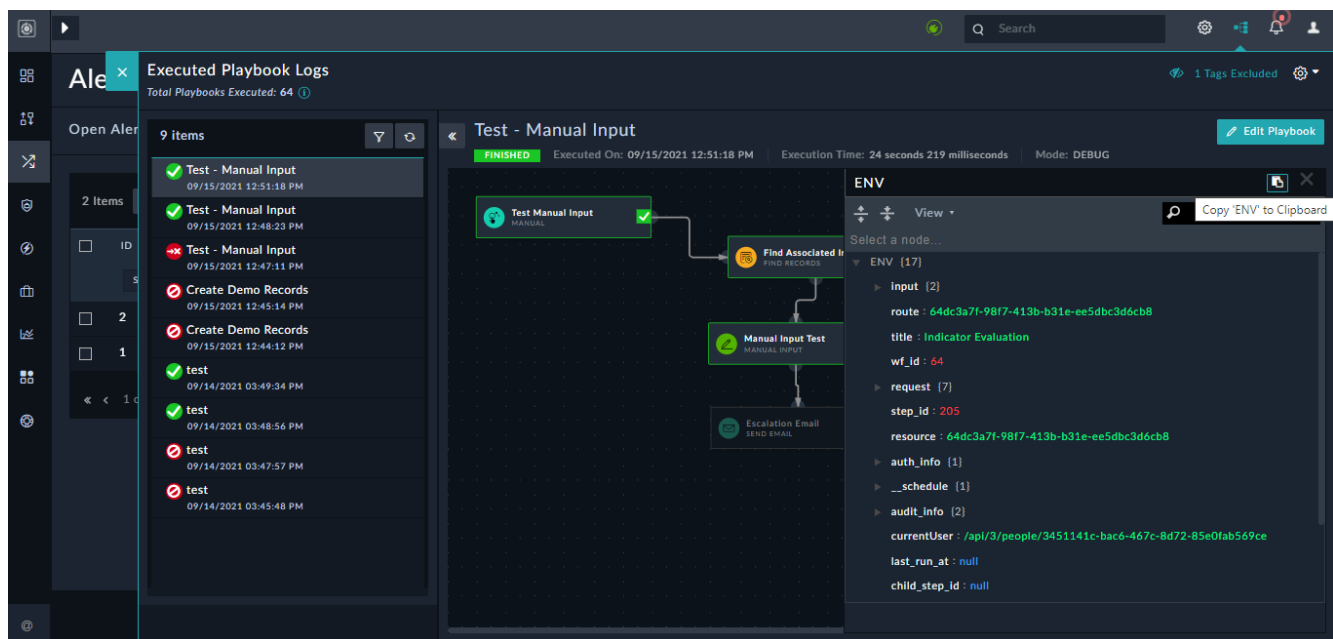 Search
Ale
Executed Playbook Logs
Total Playbooks Executed: 64
1 Tags Excluded
Open Aler
9 items
Test - Manual Input
Edit Playbook
FINISHED Executed On: 09/15/2021 12:51:18 PM Execution Time: 24 seconds 219 milliseconds Mode: DEBUG
2 Items
ID
S
2
1
« < 1
@
Test - Manual Input
09/15/2021 12:51:18 PM
Test - Manual Input
09/15/2021 12:48:23 PM
Test - Manual Input
09/15/2021 12:47:11 PM
Create Demo Records
09/15/2021 12:45:14 PM
Create Demo Records
09/15/2021 12:44:12 PM
test
09/14/2021 03:49:34 PM
test
09/14/2021 03:48:56 PM
test
09/14/2021 03:47:57 PM
test
09/14/2021 03:45:48 PM
Test Manual Input
MANUAL
Find Associated
FIND RECORDS
Manual Input Test
MANUAL INPUT
Escalation Email
SEND EMAIL
ENV
Copy 'ENV' to Clipboard
View
Select a node...
ENV {17}
input {2}
route : 64dc3a7f-98f7-413b-b31e-ee5dbc3d6cb8
title : Indicator Evaluation
wf_id : 64
request {7}
step_id : 205
resource : 64dc3a7f-98f7-413b-b31e-ee5dbc3d6cb8
auth_info {1}
__schedule {1}
audit_info {2}
currentUser : /api/3/people/3451141c-bac6-467c-8d72-85e0fab569ce
last_run_at : null
child_step_id : null